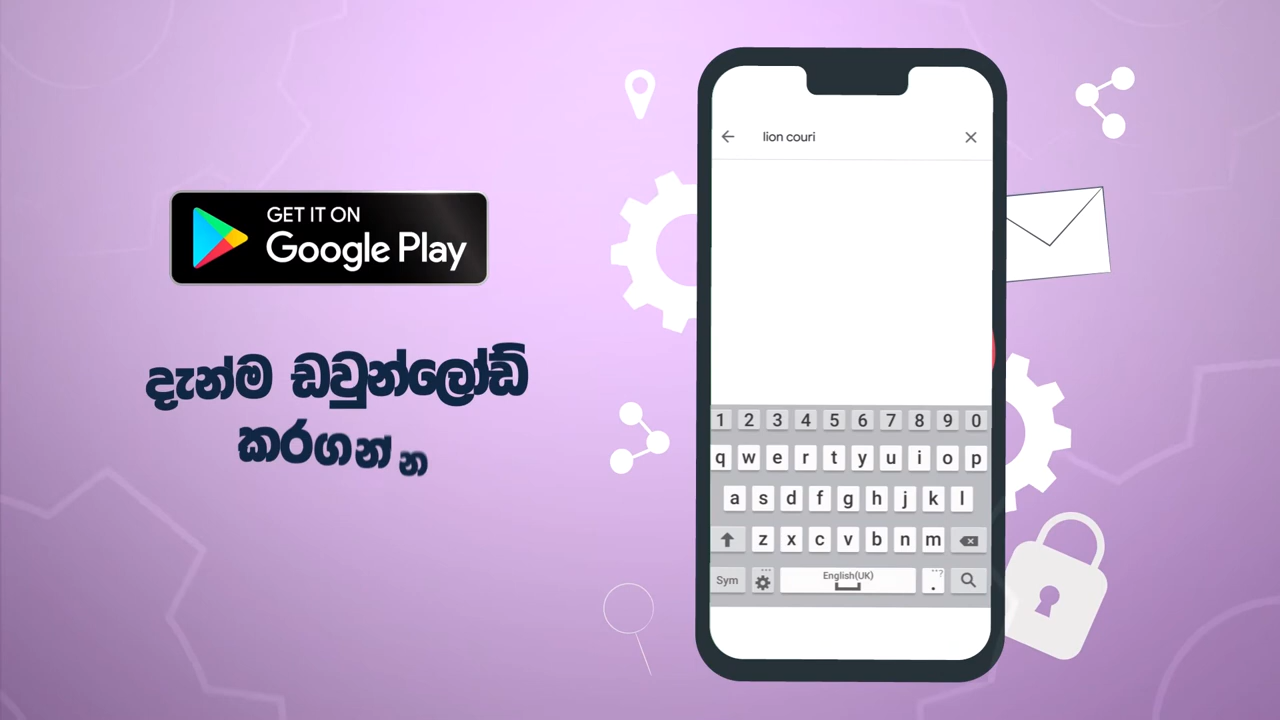 GET IT ON
Google Play
දැන්ම ඩවුන්ලෝඩ්
කරගන්න
lion couri
1 2 3 4 5 6 7 8 9 0
q w e r t y u i o p
a s d f g h j k l
z x c v b n m
Sym English(UK) . ?